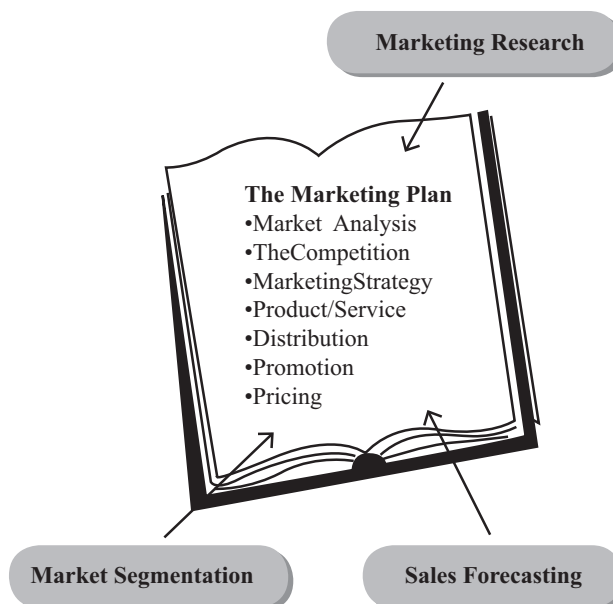 Marketing Research
The Marketing Plan
•Market Analysis
•TheCompetition
•MarketingStrategy
•Product/Service
•Distribution
•Promotion
•Pricing
Market Segmentation
Sales Forecasting